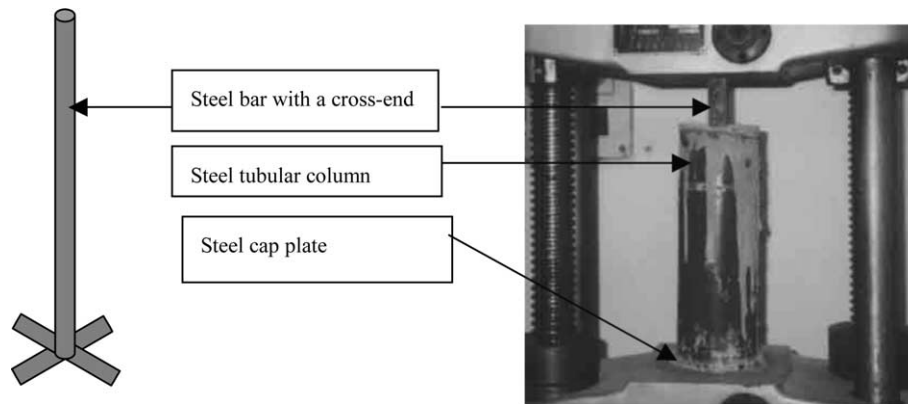 Steel bar with a cross-end
Steel tubular column
Steel cap plate